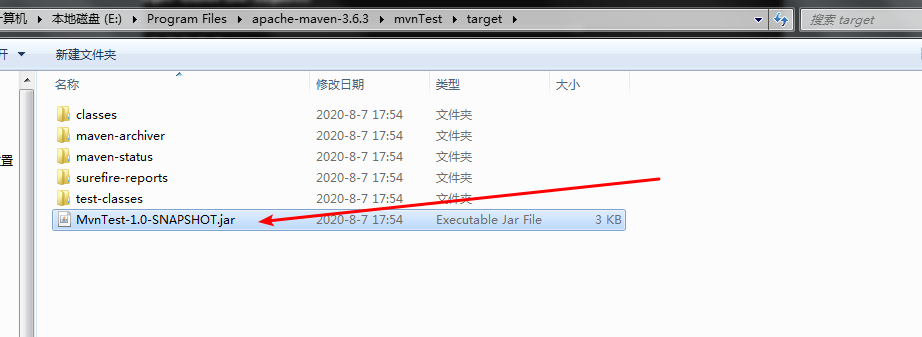 计算机 ▸ 本地磁盘 (E:) ▸ Program Files ▸ apache-maven-3.6.3 ▸ mvnTest ▸ target ▸ 搜索 target
开 新建文件夹
名称 修改日期 类型 大小
classes 2020-8-7 17:54 文件夹
maven-archiver 2020-8-7 17:54 文件夹
maven-status 2020-8-7 17:54 文件夹
surefire-reports 2020-8-7 17:54 文件夹
test-classes 2020-8-7 17:54 文件夹
MvnTest-1.0-SNAPSHOT.jar 2020-8-7 17:54 Executable Jar File 3 KB